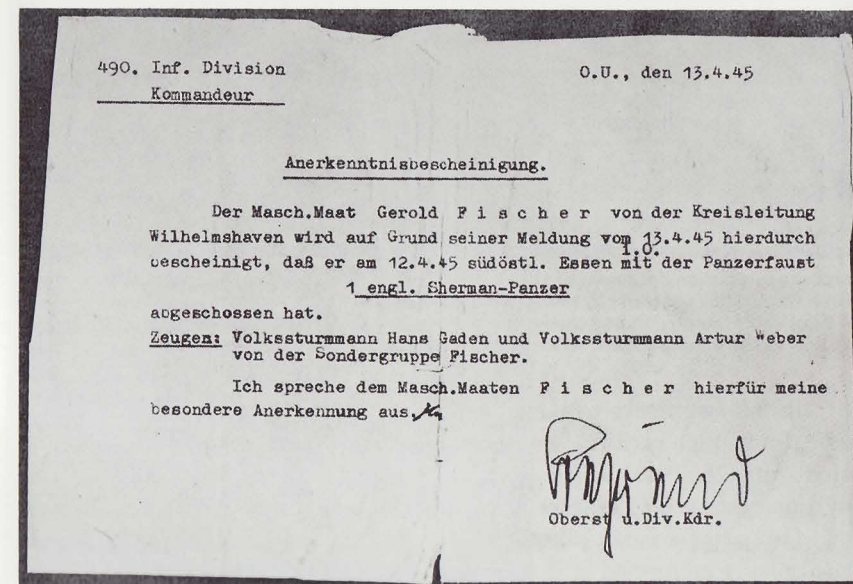 490. Inf. Division
Kommandeur
O.U., den 13.4.45
Anerkenntnisbescheinigung.
Der Masch.Maat Gerold F i s c h e r von der Kreisleitung
Wilhelmshaven wird auf Grund seiner Meldung vom 13.4.45 hierdurch
i.O.
bescheinigt, daß er am 12.4.45 südöstl. Essen mit der Panzerfaust
1 engl. Sherman-Panzer
abgeschossen hat.
Zeugen: Volkssturmmann Hans Gaden und Volkssturmmann Artur Weber
von der Sondergruppe Fischer.
Ich spreche dem Masch.Maaten F i s c h e r hierfür meine
besondere Anerkennung aus.
Oberst u.Div.Kdr.